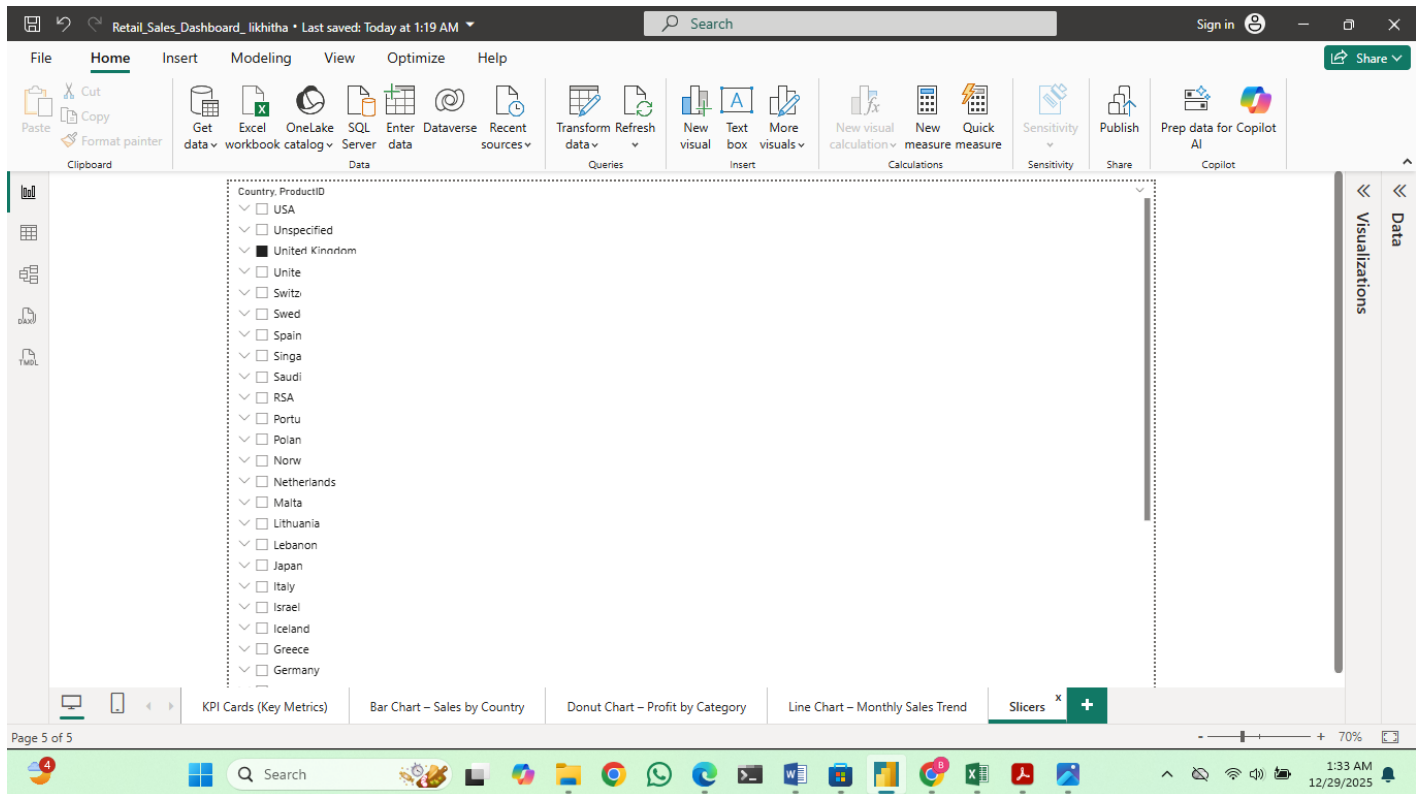 Retail_Sales_Dashboard_ likhitha • Last saved: Today at 1:19 AM
Search
Sign in
File Home Insert Modeling View Optimize Help
Share
Paste
Cut
Copy
Format painter
Clipboard
Get data
Excel workbook
OneLake catalog
SQL Server
Enter data
Dataverse
Recent sources
Data
Transform data
Refresh
Queries
New visual
Text box
More visuals
Insert
New visual calculation
New measure
Quick measure
Calculations
Sensitivity
Sensitivity
Publish
Share
Prep data for AI
Copilot
Copilot
Country, ProductID
USA
Unspecified
United Kingdom
Unite
Switz
Swed
Spain
Singa
Saudi
RSA
Portu
Polan
Norw
Netherlands
Malta
Lithuania
Lebanon
Japan
Italy
Israel
Iceland
Greece
Germany
Visualizations
Data
DAX
TMDL
KPI Cards (Key Metrics)
Bar Chart – Sales by Country
Donut Chart – Profit by Category
Line Chart – Monthly Sales Trend
Slicers x
+
Page 5 of 5
- + 70%
4
Search
8
1:33 AM
12/29/2025